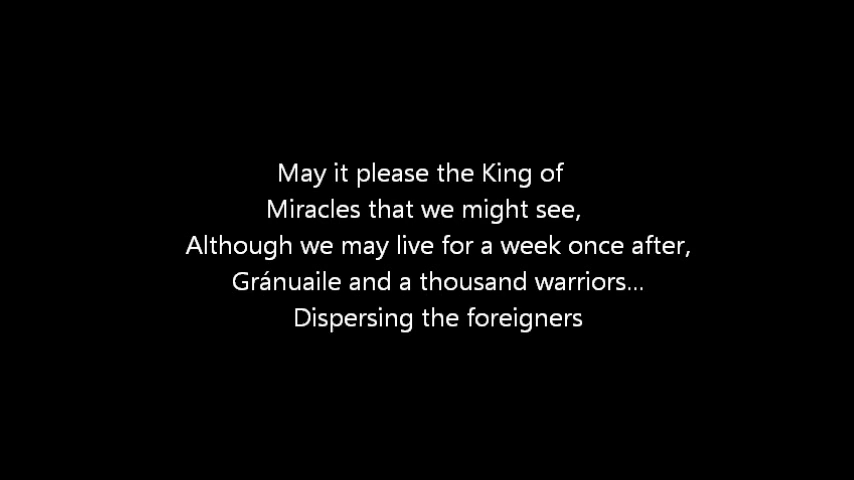 May it please the King of
Miracles that we might see,
Although we may live for a week once after,
Gránuaile and a thousand warriors...
Dispersing the foreigners